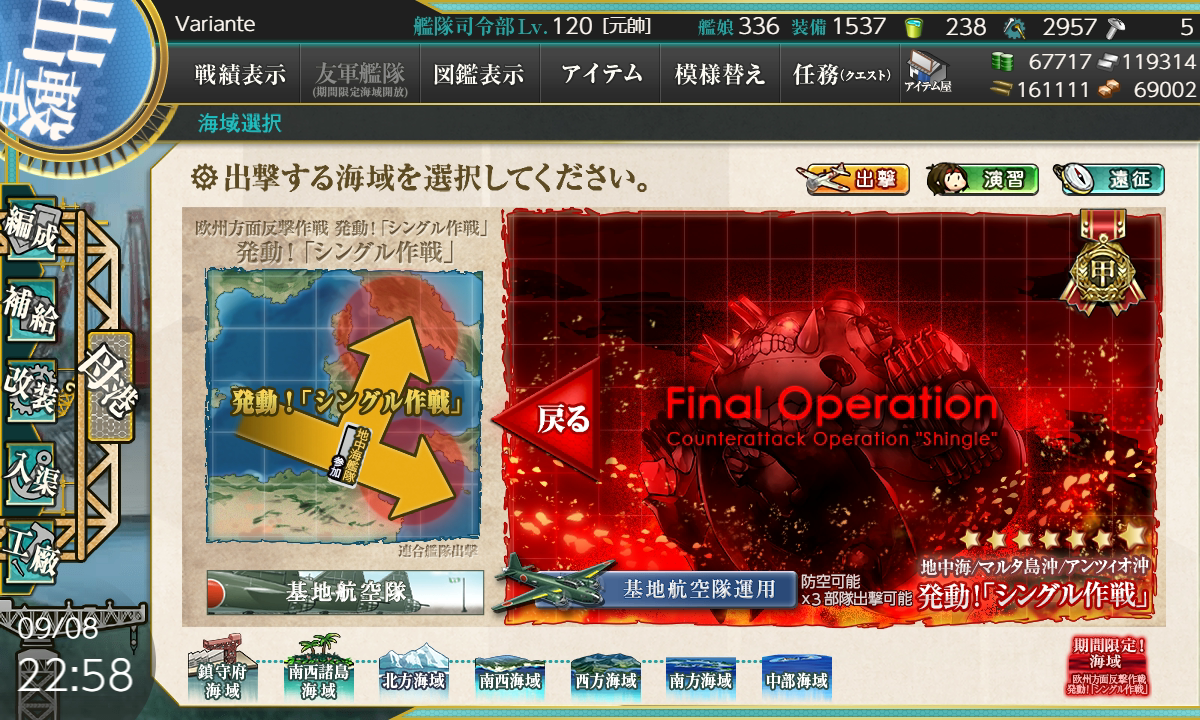 出撃
Variante
艦隊司令部Lv. 120 [元帥]
艦娘 336 装備 1537
238
2957
5
戦績表示
友軍艦隊
(期間限定海域開放)
図鑑表示
アイテム
模様替え
任務(クエスト)
アイテム屋
67717
119314
161111
69002
海域選択
出撃する海域を選択してください。
出撃
演習
遠征
編成
補給
改装
入渠
工廠
母港
欧州方面反撃作戦 発動!「シングル作戦」
発動!「シングル作戦」
発動!「シングル作戦」
地中海艦隊
参加
連合艦隊出撃
基地航空隊
戻る
甲
Final Operation
Counterattack Operation "Shingle"
地中海/マルタ島沖/アンツィオ沖
発動!「シングル作戦」
基地航空隊運用
防空可能
x3部隊出撃可能
09/08
22:58
鎮守府
海域
南西諸島
海域
北方海域
南西海域
西方海域
南方海域
中部海域
期間限定!
海域
欧州方面反撃作戦
発動!「シングル作戦」